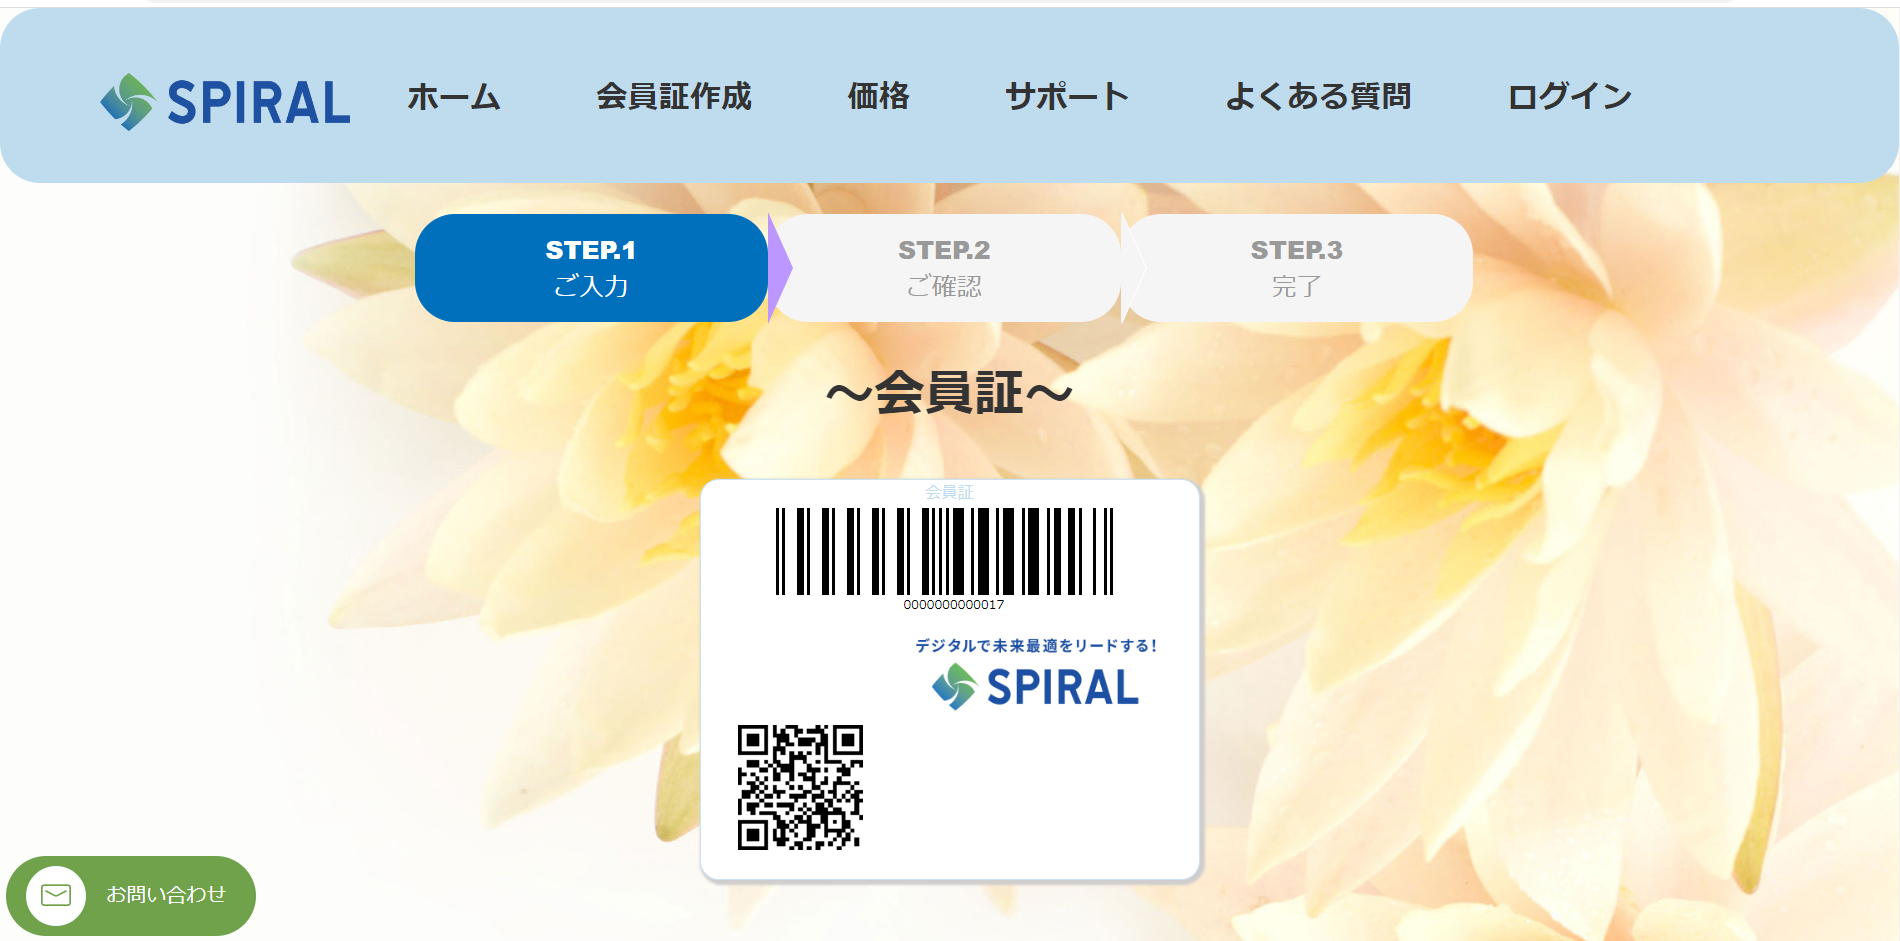 SPIRAL ホーム 会員証作成 価格 サポート よくある質問 ログイン
STEP.1 STEP.2 STEP.3
ご入力 ご確認 完了
～会員証～
会員証
0000000000017
デジタルで未来最適をリードする!
SPIRAL
お問い合わせ